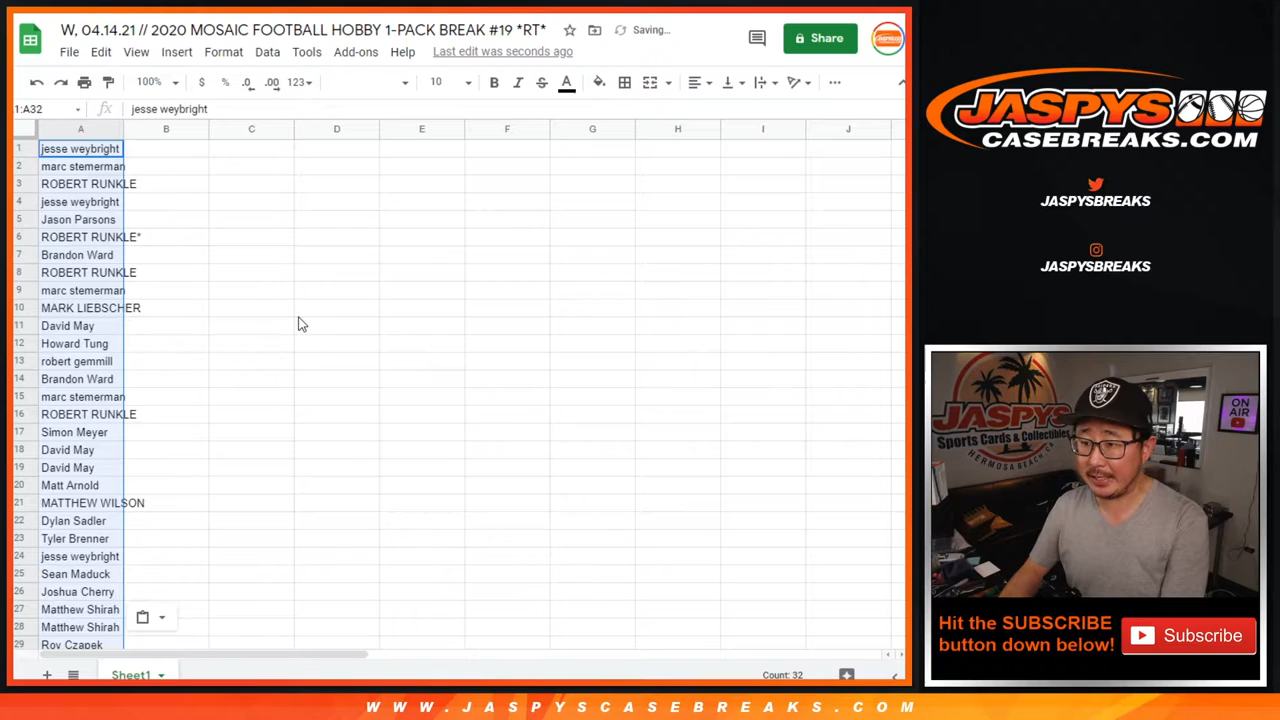 W, 04.14.21 // 2020 MOSAIC FOOTBALL HOBBY 1-PACK BREAK #19 *RT*
Saving...
Share
File Edit View Insert Format Data Tools Add-ons Help Last edit was seconds ago
100% $ % .0 .00 123 10 B I S A
1:A32 fx jesse weybright
A B C D E F G H I J
1 jesse weybright
2 marc stemerman
3 ROBERT RUNKLE
4 jesse weybright
5 Jason Parsons
6 ROBERT RUNKLE*
7 Brandon Ward
8 ROBERT RUNKLE
9 marc stemerman
10 MARK LIEBSCHER
11 David May
12 Howard Tung
13 robert gemmill
14 Brandon Ward
15 marc stemerman
16 ROBERT RUNKLE
17 Simon Meyer
18 David May
19 David May
20 Matt Arnold
21 MATTHEW WILSON
22 Dylan Sadler
23 Tyler Brenner
24 jesse weybright
25 Sean Maduck
26 Joshua Cherry
27 Matthew Shirah
28 Matthew Shirah
29 Roy Czapek
Sheet1
Count: 32
JASPYS
CASEBREAKS.COM
JASPYSBREAKS
JASPYSBREAKS
JASPYS
Sports Cards & Collectibles
HERMOSA BEACH, CA
RAIDERS
ON
AIR
Hit the SUBSCRIBE
button down below!
Subscribe
WWW.JASPYSCASEBREAKS.COM